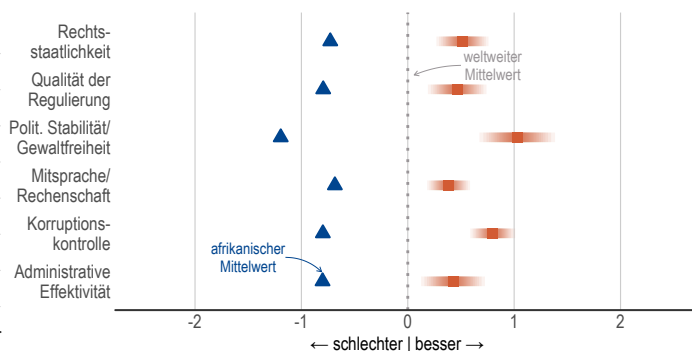 Rechts-
staatlichkeit
weltweiter
Mittelwert
Qualität der
Regulierung
Polit. Stabilität/
Gewaltfreiheit
Mitsprache/
Rechenschaft
Korruptions-
kontrolle
afrikanischer
Mittelwert
Administrative
Effektivität
-2 -1 0 1 2
← schlechter | besser →